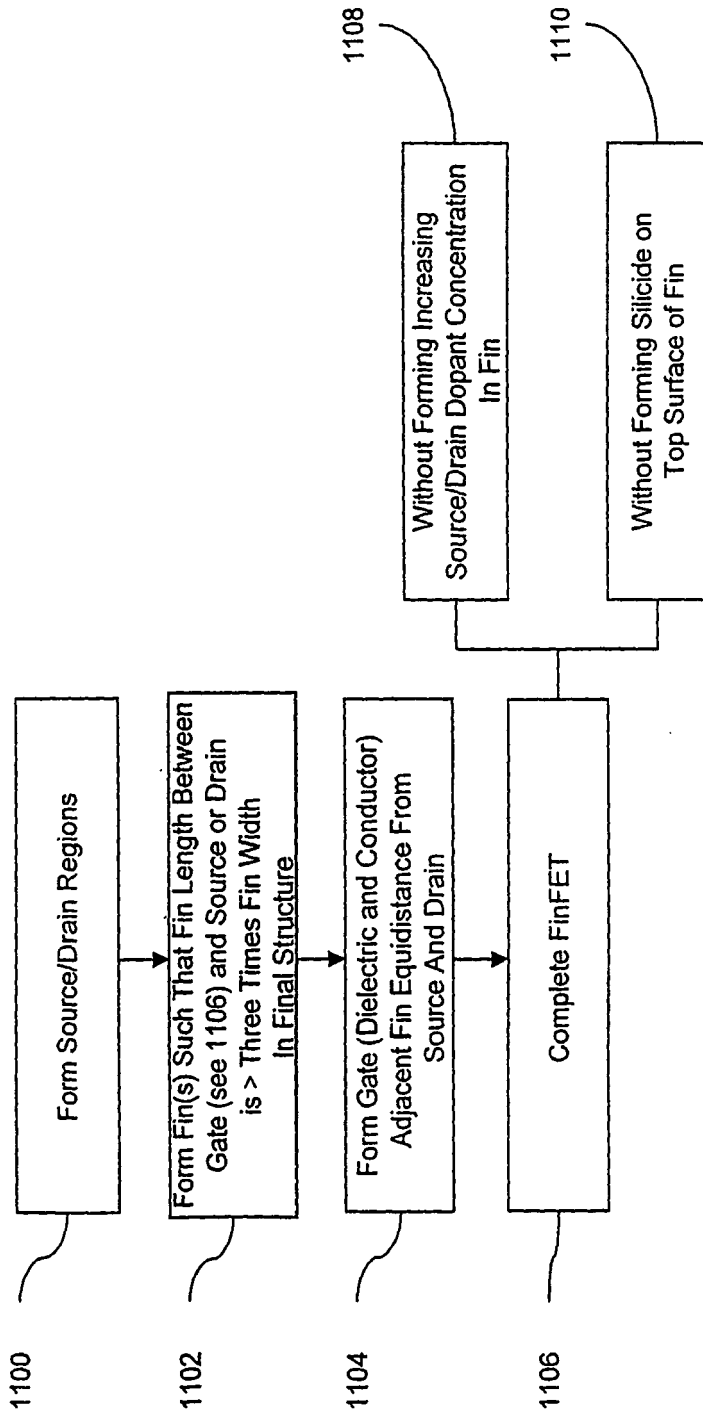 1100
Form Source/Drain Regions
1102
Form Fin(s) Such That Fin Length Between
Gate (see 1106) and Source or Drain
is > Three Times Fin Width
In Final Structure
1104
Form Gate (Dielectric and Conductor)
Adjacent Fin Equidistance From
Source And Drain
1106
Complete FinFET
Without Forming Increasing
Source/Drain Dopant Concentration
In Fin
1108
Without Forming Silicide on
Top Surface of Fin
1110